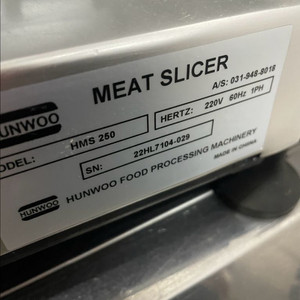 MEAT SLICER
A/S: 031-948-8018
HUNWOO
MODEL: HMS 250
HERTZ: 220V 60Hz 1PH
SN: 22HL7104-029
HUNWOO FOOD PROCESSING MACHINERY
HUNWOO
MADE IN CHINA